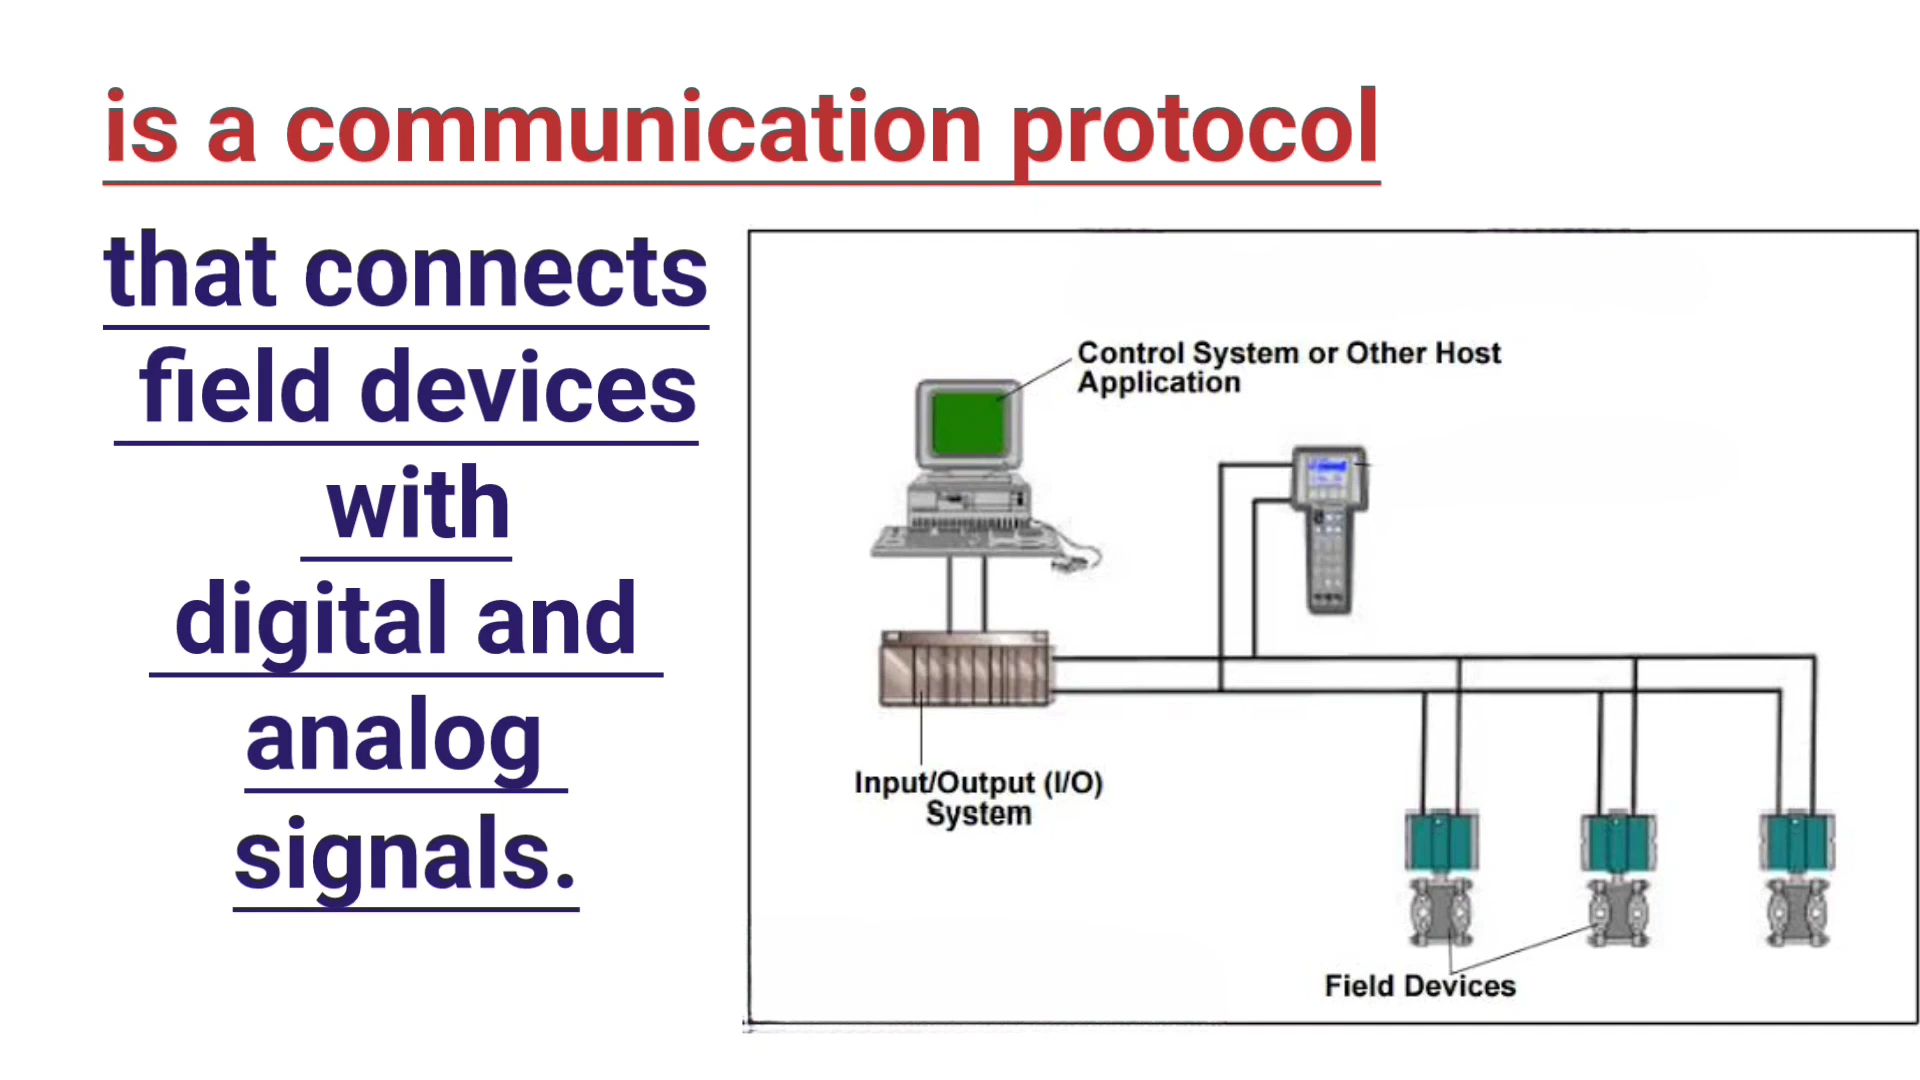 is a communication protocol
that connects
field devices
with
digital and
analog
signals.
Control System or Other Host
Application
Input/Output (I/O)
System
Field Devices